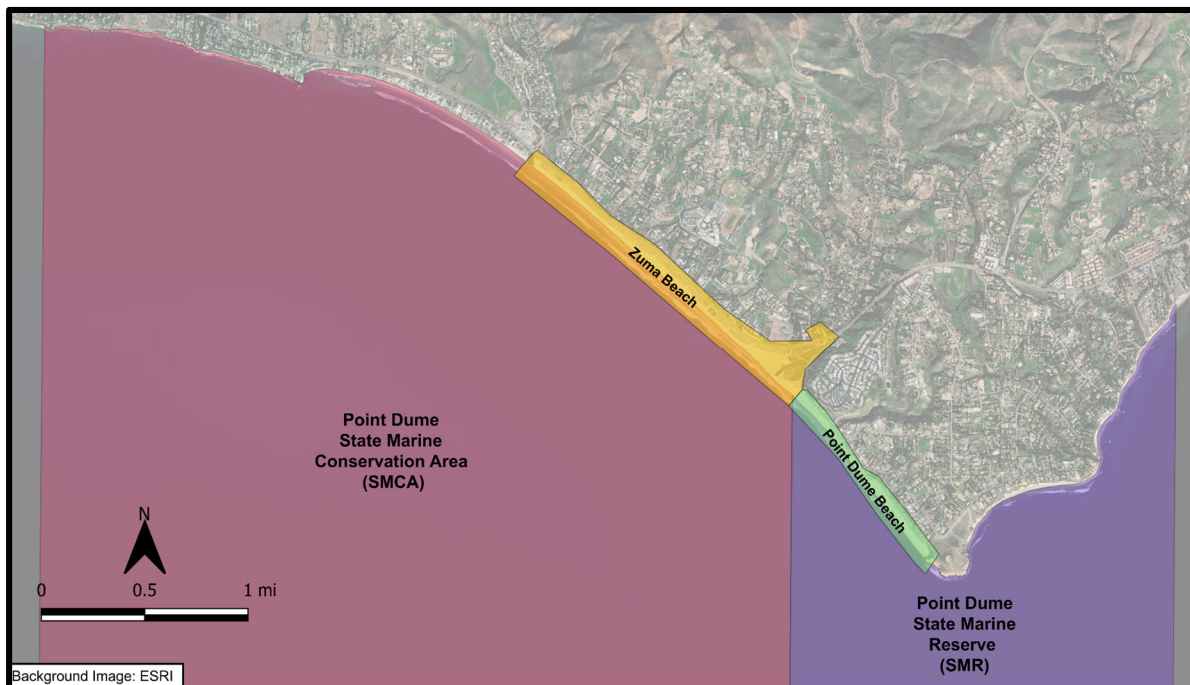 Zuma Beach
Point Dume Beach
Point Dume
State Marine
Conservation Area
(SMCA)
N
0 0.5 1 mi
Point Dume
State Marine
Reserve
(SMR)
Background Image: ESRI